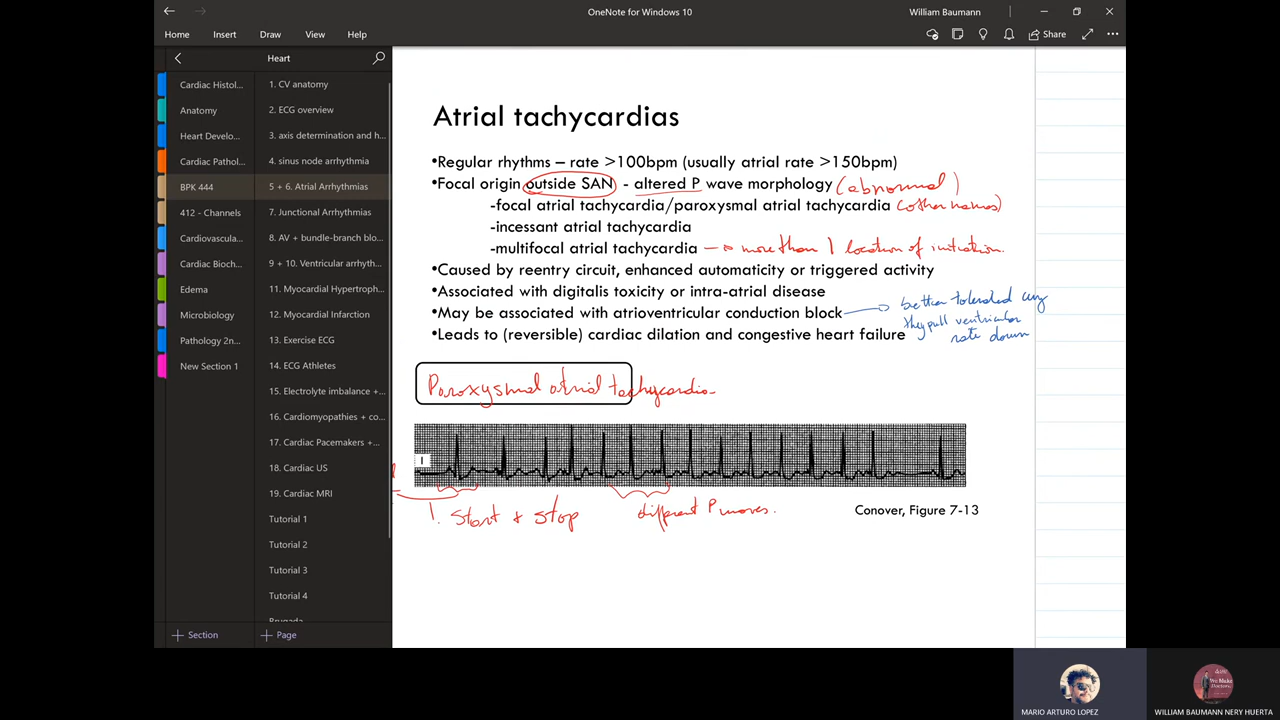 OneNote for Windows 10
William Baumann
Home
Insert
Draw
View
Help
Share
Heart
Cardiac Histol...
Anatomy
Heart Develo...
Cardiac Pathol...
BPK 444
412 - Channels
Cardiovascula...
Cardiac Bioch...
Edema
Microbiology
Pathology 2n...
New Section 1
Section
1. CV anatomy
2. ECG overview
3. axis determination and h...
4. sinus node arrhythmia
5 + 6. Atrial Arrhythmias
7. Junctional Arrhythmias
8. AV + bundle-branch blo...
9 + 10. Ventricular arrhyth...
11. Myocardial Hypertroph...
12. Myocardial Infarction
13. Exercise ECG
14. ECG Athletes
15. Electrolyte imbalance +...
16. Cardiomyopathies + co...
17. Cardiac Pacemakers +...
18. Cardiac US
19. Cardiac MRI
Tutorial 1
Tutorial 2
Tutorial 3
Tutorial 4
Page
Atrial tachycardias
•Regular rhythms – rate >100bpm (usually atrial rate >150bpm)
•Focal origin outside SAN - altered P wave morphology (abnormal)
-focal atrial tachycardia/paroxysmal atrial tachycardia (other names)
-incessant atrial tachycardia
-multifocal atrial tachycardia → more than 1 location of initiation.
•Caused by reentry circuit, enhanced automaticity or triggered activity
•Associated with digitalis toxicity or intra-atrial disease
•May be associated with atrioventricular conduction block → better tolerated
they pull ventricular
rate down
•Leads to (reversible) cardiac dilation and congestive heart failure
Paroxysmal atrial tachycardia
I
1. Start + stop
different P
Conover, Figure 7-13
MARIO ARTURO LOPEZ
We Make
Doctors
WILLIAM BAUMANN NERY HUERTA